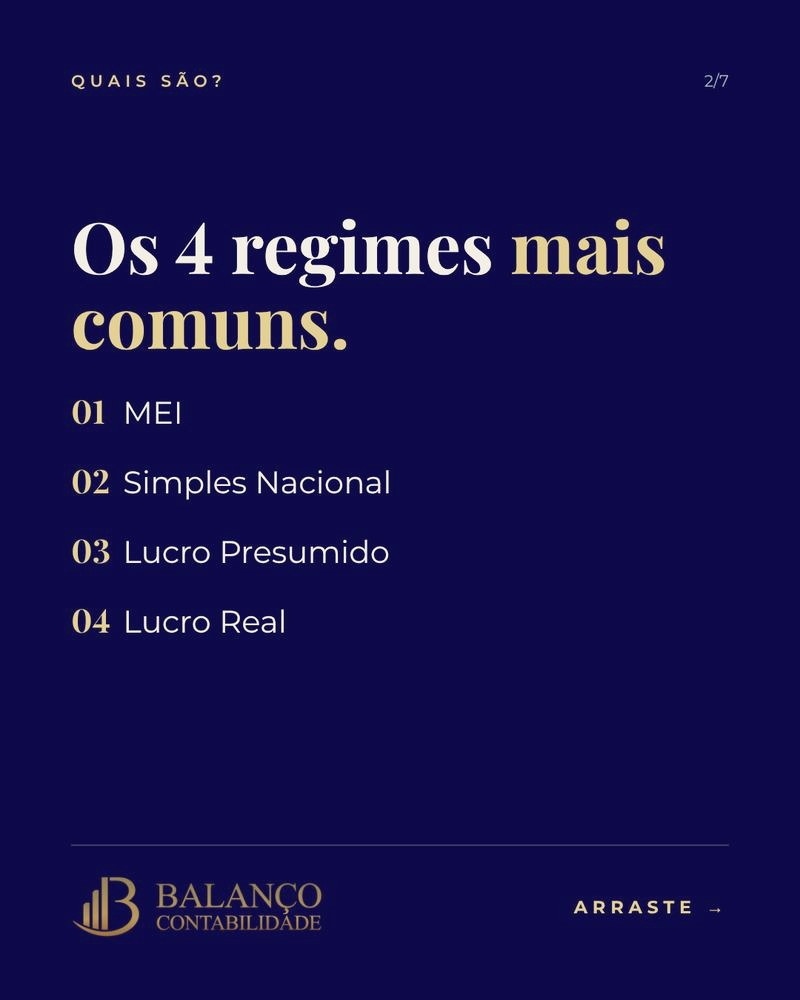 QUAIS SÃO?
2/7
Os 4 regimes mais
comuns.
01 MEI
02 Simples Nacional
03 Lucro Presumido
04 Lucro Real
BALANÇO
CONTABILIDADE
ARRASTE →